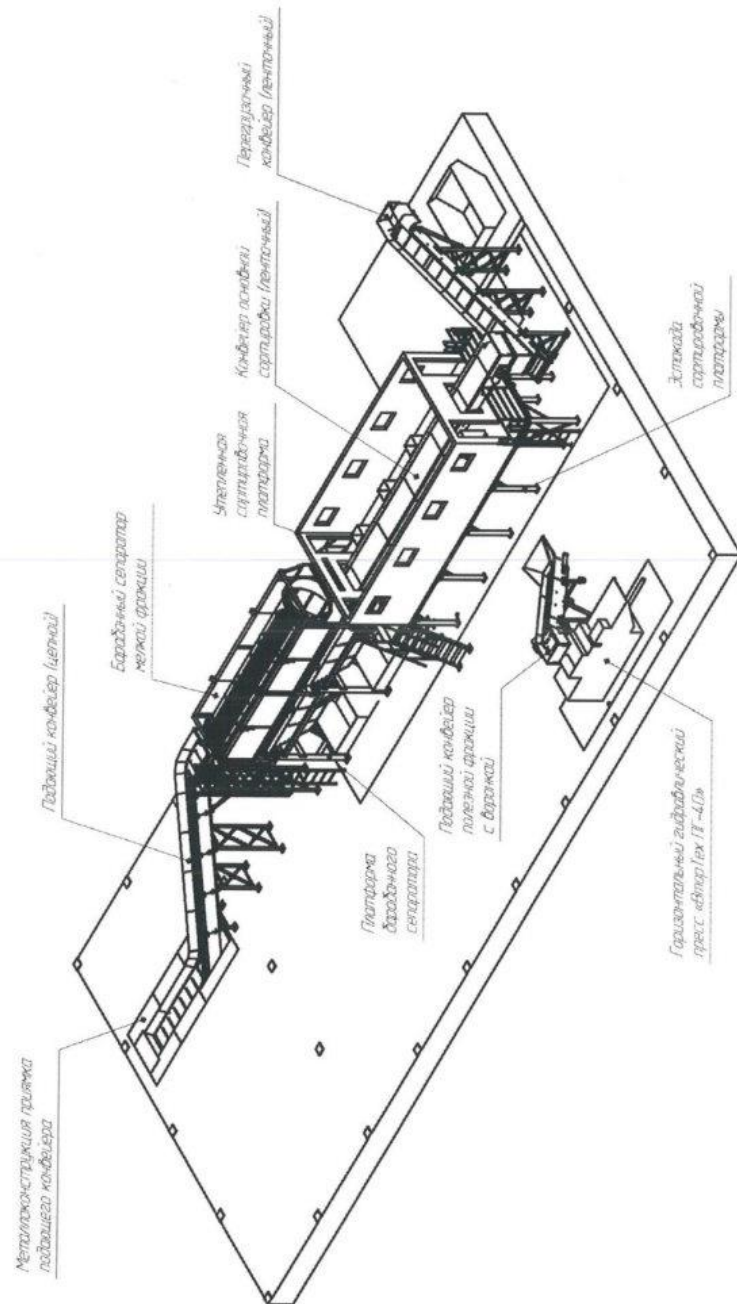 Металлоконструкция приямка
подающего конвейера
Подающий конвейер (цепной)
Барабанный сепаратор
мелкой фракции
Утепленная
сортировочная
платформа
Конвейер основной
сортировки (ленточный)
Перегрузочный
конвейер (ленточный)
Платформа
барабанного
сепаратора
Подающий конвейер
полезной фракции
с воронкой
Горизонтальный гидравлический
пресс «ВторТех ПГ-40»
Эстакада
сортировочной
платформы